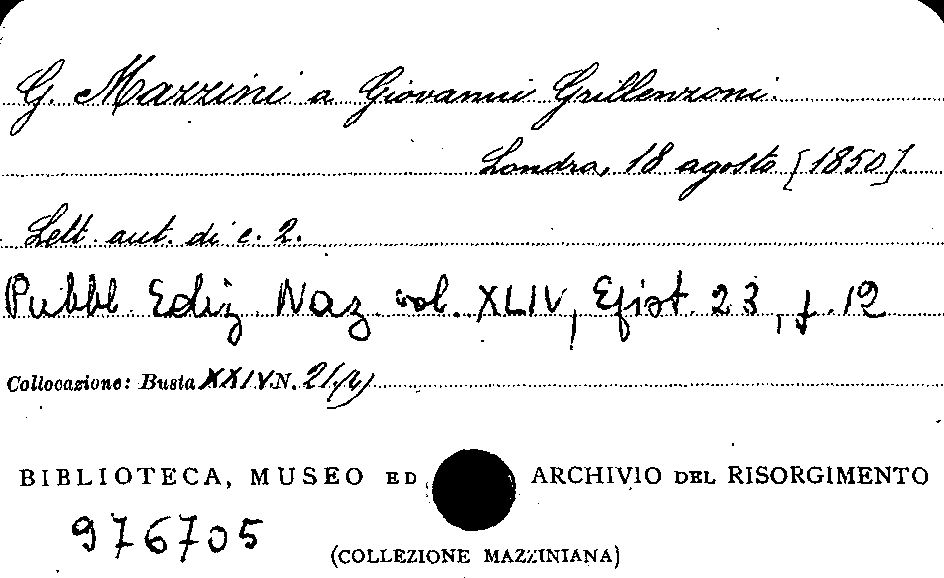 G. Mazzini a Giovanni Grillenzoni.
Londra, 18 agosto [1850].
Lett. aut. di c. 2.
Pubbl. Ediz. Naz. vol. XLIV, Epist. 23, p. 12
Collocazione: Busta XXIV N. 21
BIBLIOTECA, MUSEO ED ARCHIVIO DEL RISORGIMENTO
976705
(COLLEZIONE MAZZINIANA)